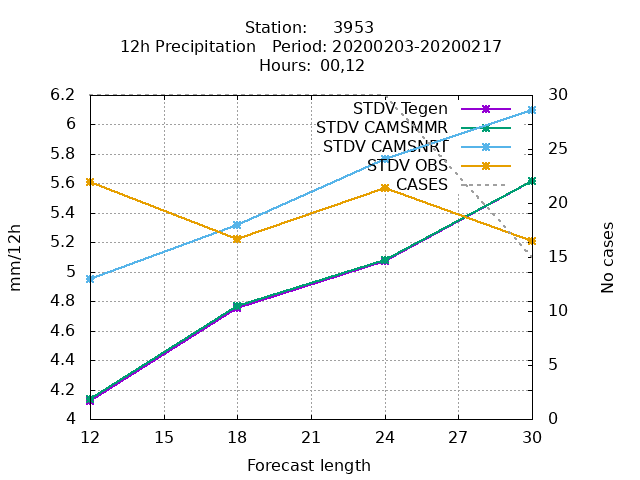 Station: 3953
12h Precipitation Period: 20200203-20200217
Hours: 00,12
6.2
6
5.8
5.6
5.4
5.2
5
4.8
4.6
4.4
4.2
4
30
25
20
15
10
5
0
mm/12h
No cases
STDV Tegen
STDV CAMSMMR
STDV CAMSNRT
STDV OBS
CASES
12 15 18 21 24 27 30
Forecast length